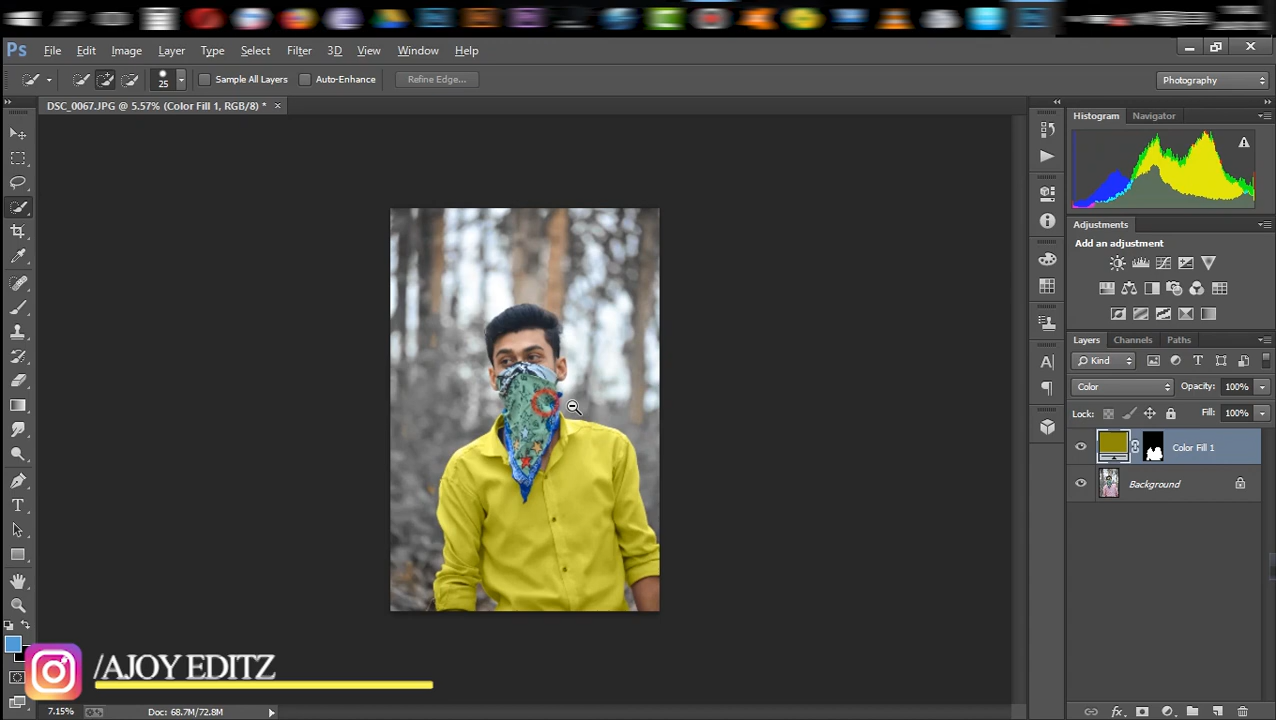 Ps File Edit Image Layer Type Select Filter 3D View Window Help
25 Sample All Layers Auto-Enhance Refine Edge... Photography
DSC_0067.JPG @ 5.57% (Color Fill 1, RGB/8) * ×
Histogram Navigator
Adjustments
Add an adjustment
Layers Channels Paths
Kind
Color Opacity: 100%
Lock: Fill: 100%
Color Fill 1
Background
/AJOY EDITZ
7.15% Doc: 68.7M/72.8M